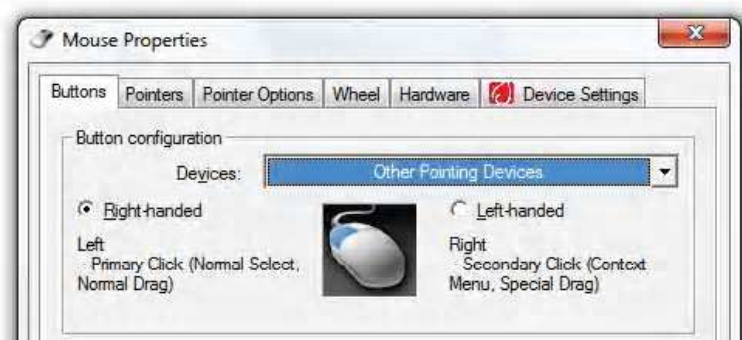 Mouse Properties
Buttons Pointers Pointer Options Wheel Hardware Device Settings
Button configuration
Devices: Other Pointing Devices
Right-handed Left-handed
Left Right
Primary Click (Normal Select, Secondary Click (Context
Normal Drag) Menu, Special Drag)